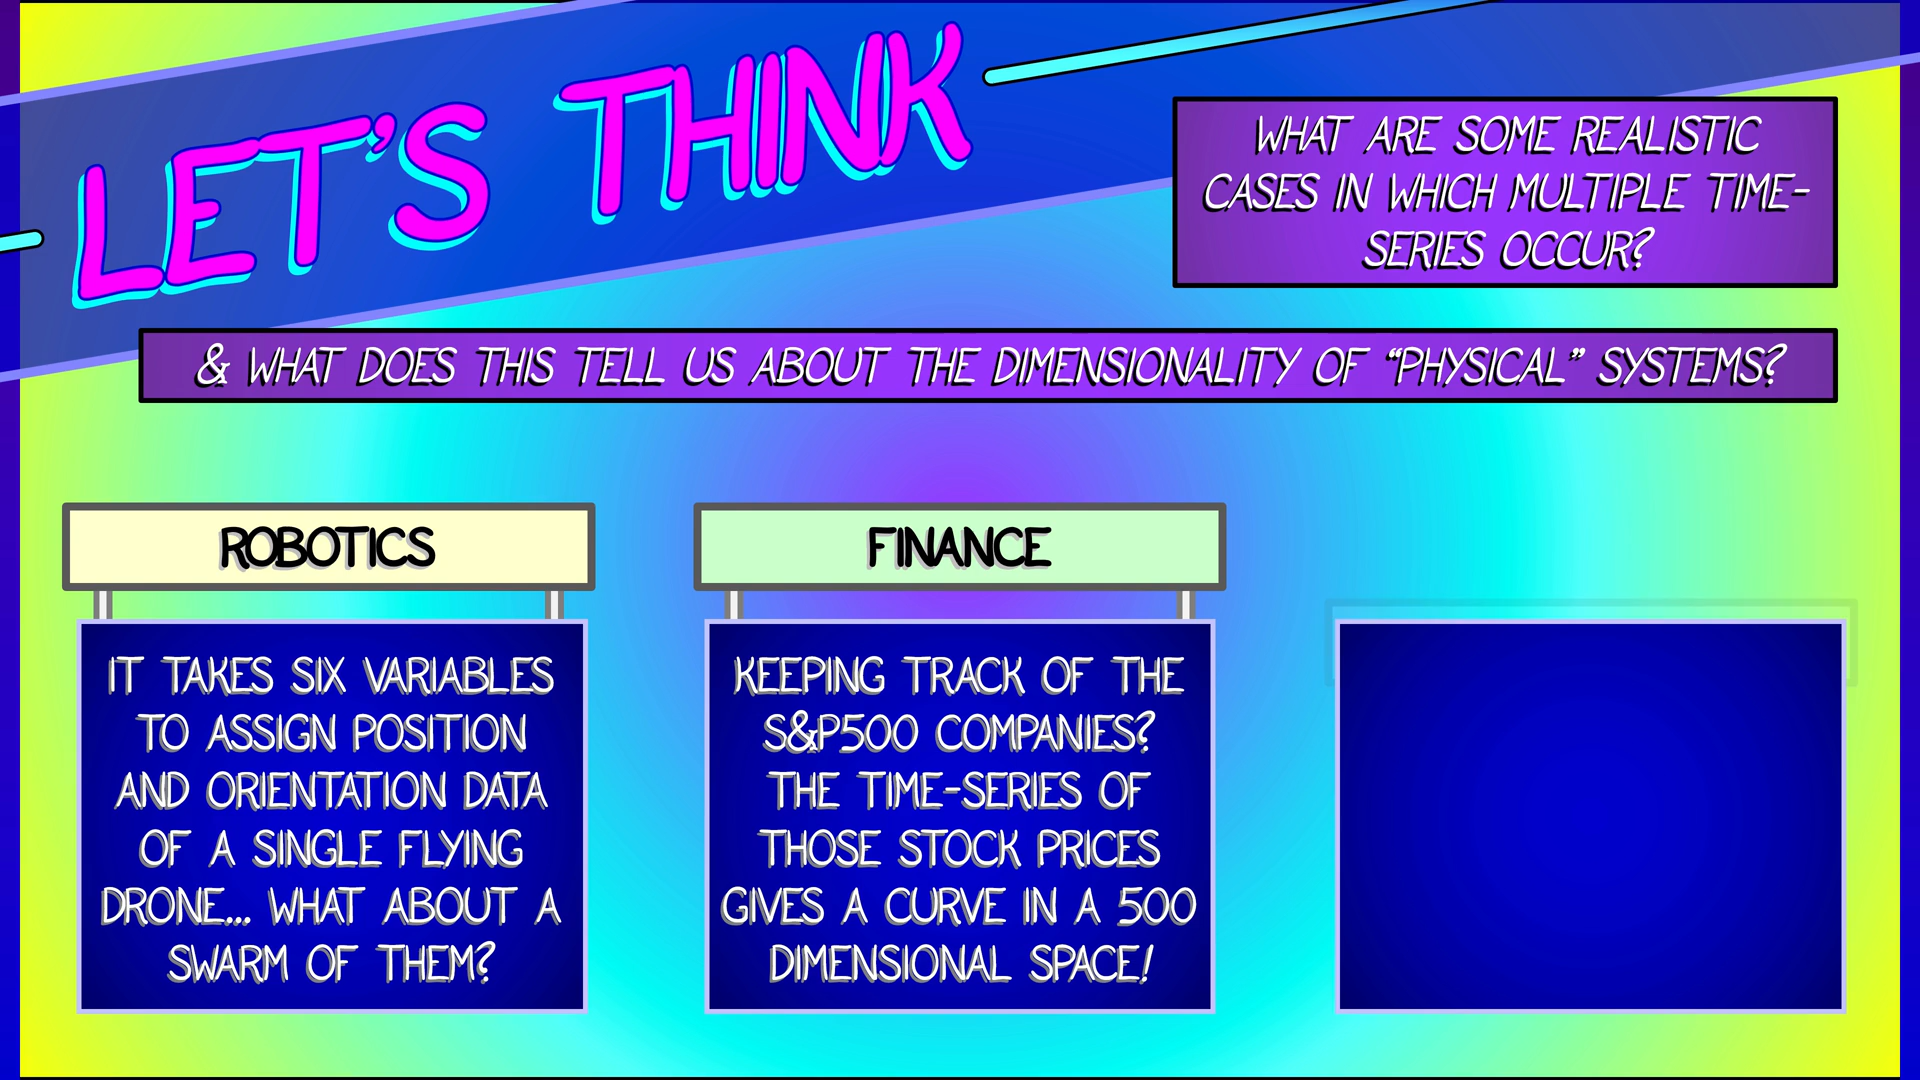 LET'S THINK
WHAT ARE SOME REALISTIC
CASES IN WHICH MULTIPLE TIME-
SERIES OCCUR?
& WHAT DOES THIS TELL US ABOUT THE DIMENSIONALITY OF “PHYSICAL” SYSTEMS?
ROBOTICS
IT TAKES SIX VARIABLES
TO ASSIGN POSITION
AND ORIENTATION DATA
OF A SINGLE FLYING
DRONE... WHAT ABOUT A
SWARM OF THEM?
FINANCE
KEEPING TRACK OF THE
S&P500 COMPANIES?
THE TIME-SERIES OF
THOSE STOCK PRICES
GIVES A CURVE IN A 500
DIMENSIONAL SPACE!